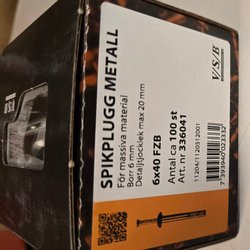 SPIKPLUGG METALL
För massiva material
Borr 6 mm
Detaljtjocklek max 20 mm
6x40 FZB
Antal ca 100 st
Art. nr. 336041
V/S/B